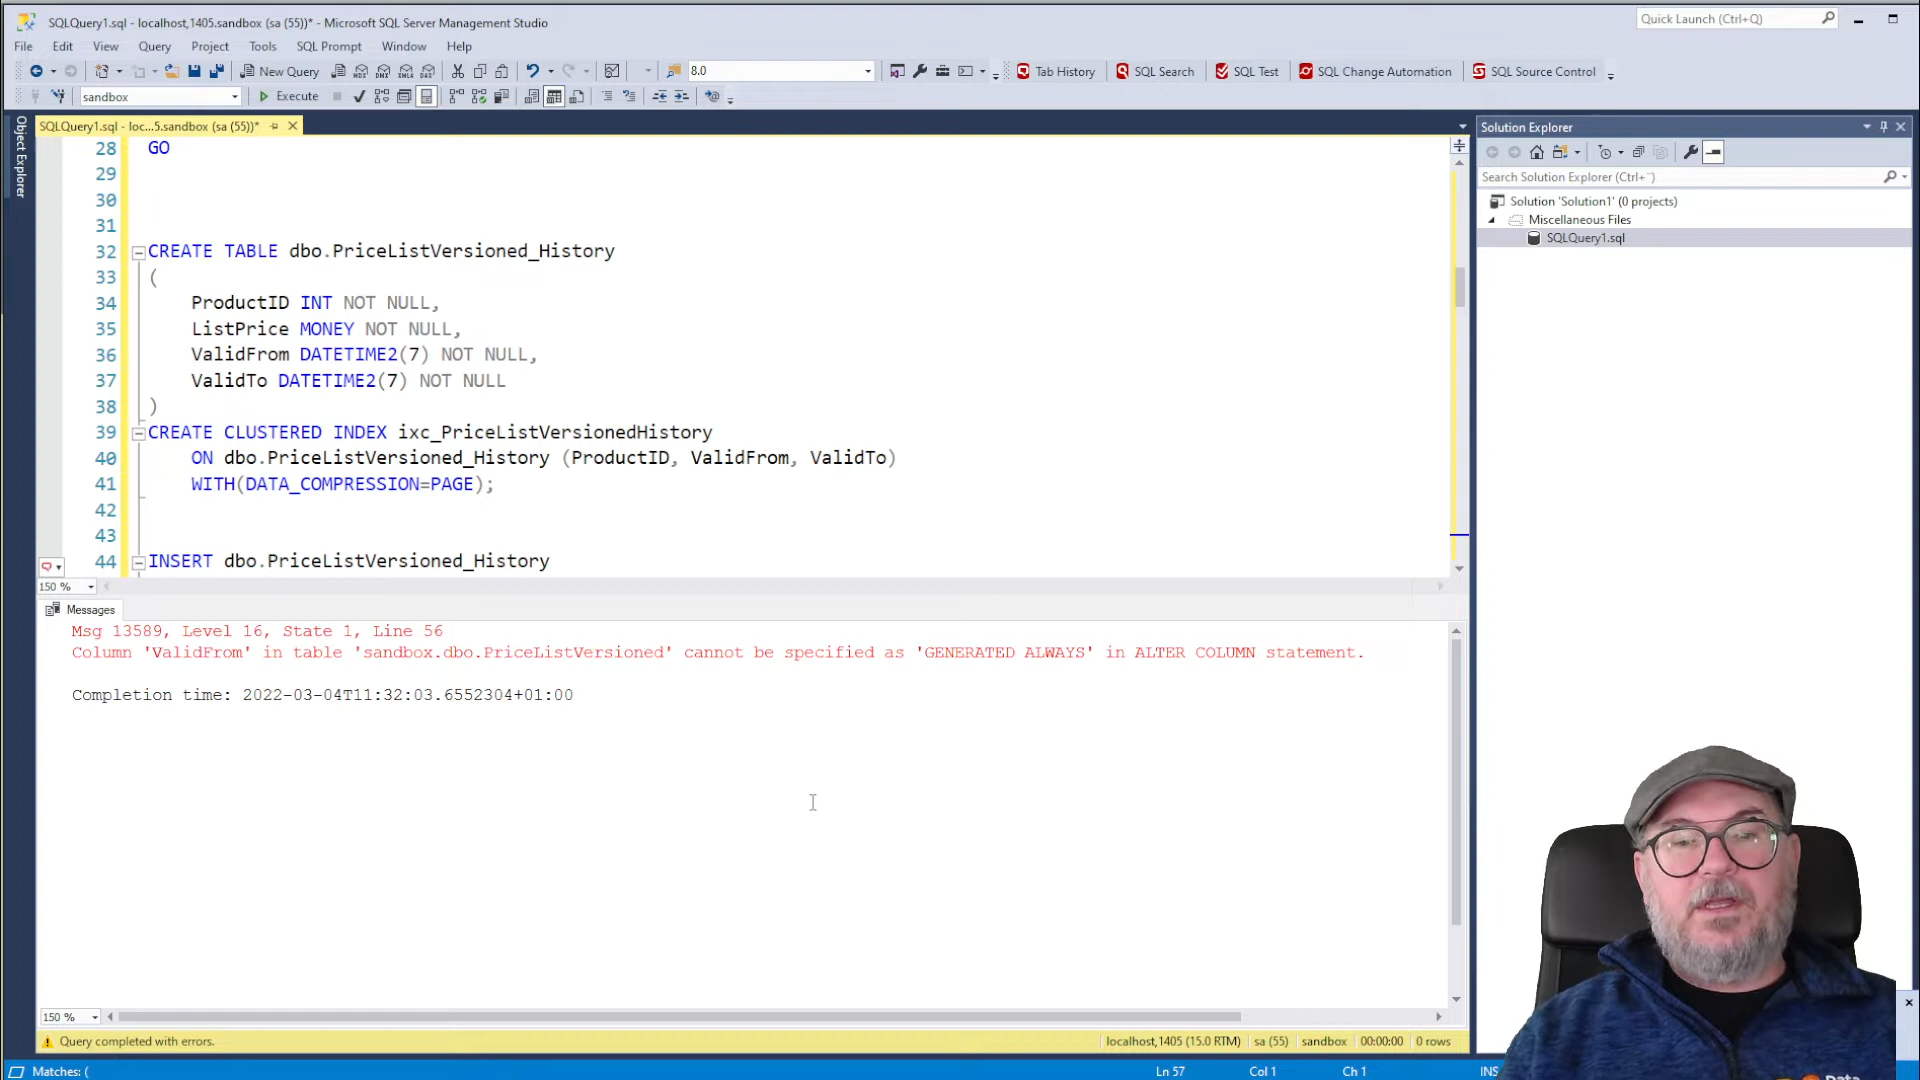 SQLQuery1.sql - localhost,1405.sandbox (sa (55))* - Microsoft SQL Server Management Studio
Quick Launch (Ctrl+Q)
File Edit View Query Project Tools SQL Prompt Window Help
New Query MDX DMX XMLA DAX 8.0 Tab History SQL Search SQL Test SQL Change Automation SQL Source Control
sandbox Execute
Object Explorer
SQLQuery1.sql - loc...5.sandbox (sa (55))*
28 GO
29
30
31
32 CREATE TABLE dbo.PriceListVersioned_History
33 (
34 ProductID INT NOT NULL,
35 ListPrice MONEY NOT NULL,
36 ValidFrom DATETIME2(7) NOT NULL,
37 ValidTo DATETIME2(7) NOT NULL
38 )
39 CREATE CLUSTERED INDEX ixc_PriceListVersionedHistory
40 ON dbo.PriceListVersioned_History (ProductID, ValidFrom, ValidTo)
41 WITH(DATA_COMPRESSION=PAGE);
42
43
44 INSERT dbo.PriceListVersioned_History
150 %
Messages
Msg 13589, Level 16, State 1, Line 56
Column 'ValidFrom' in table 'sandbox.dbo.PriceListVersioned' cannot be specified as 'GENERATED ALWAYS' in ALTER COLUMN statement.
Completion time: 2022-03-04T11:32:03.6552304+01:00
150 %
Query completed with errors.
localhost,1405 (15.0 RTM) sa (55) sandbox 00:00:00 0 rows
Matches: ( Ln 57 Col 1 Ch 1 INS
Solution Explorer
Search Solution Explorer (Ctrl+¨)
Solution 'Solution1' (0 projects)
Miscellaneous Files
SQLQuery1.sql
Data